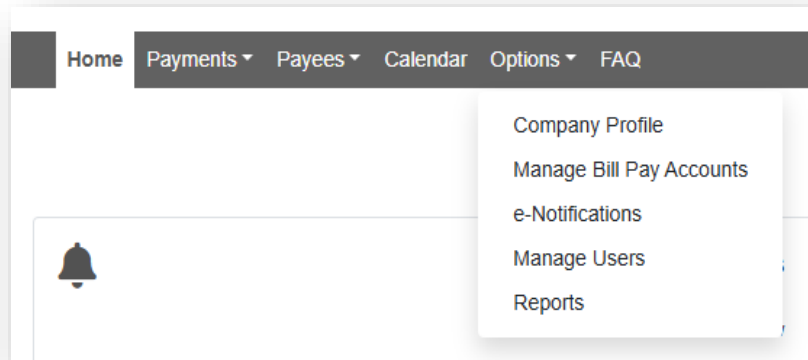 Home Payments Payees Calendar Options FAQ
Company Profile
Manage Bill Pay Accounts
e-Notifications
Manage Users
Reports